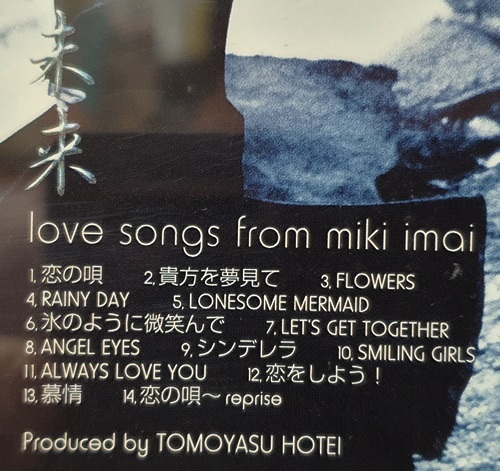 未来
love songs from miki imai
1, 恋の唄 2, 貴方を夢見て 3, FLOWERS
4, RAINY DAY 5, LONESOME MERMAID
6, 氷のように微笑んで 7, LET'S GET TOGETHER
8, ANGEL EYES 9, シンデレラ 10, SMILING GIRLS
11, ALWAYS LOVE YOU 12, 恋をしよう！
13, 慕情 14, 恋の唄～ reprise
Produced by TOMOYASU HOTEI